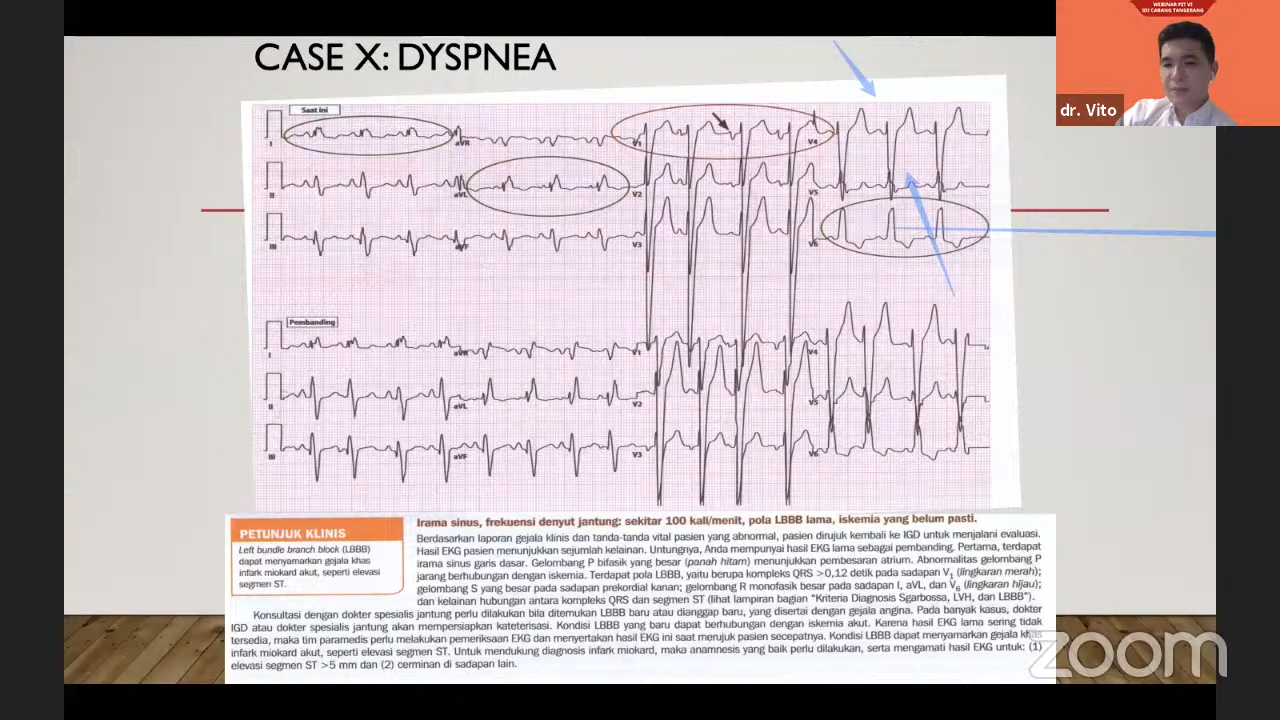 WEBINAR PIT VI
IDI CABANG TANGERANG
dr. Vito
CASE X: DYSPNEA
Saat ini
I
aVR
V1
V4
II
aVL
V2
V5
III
aVF
V3
V6
Pembanding
I
aVR
V1
V4
II
aVL
V2
V5
III
aVF
V3
V6
PETUNJUK KLINIS
Left bundle branch block (LBBB)
dapat menyamarkan gejala khas
infark miokard akut, seperti elevasi
segmen ST.
Irama sinus, frekuensi denyut jantung: sekitar 100 kali/menit, pola LBBB lama, iskemia yang belum pasti.
Berdasarkan laporan gejala klinis dan tanda-tanda vital pasien yang abnormal, pasien dirujuk kembali ke IGD untuk menjalani evaluasi.
Hasil EKG pasien menunjukkan sejumlah kelainan. Untungnya, Anda mempunyai hasil EKG lama sebagai pembanding. Pertama, terdapat
irama sinus garis dasar. Gelombang P bifasik yang besar (panah hitam) menunjukkan pembesaran atrium. Abnormalitas gelombang P
jarang berhubungan dengan iskemia. Terdapat pola LBBB, yaitu berupa kompleks QRS >0,12 detik pada sadapan V1 (lingkaran merah);
gelombang S yang besar pada sadapan prekordial kanan; gelombang R monofasik besar pada sadapan I, aVL, dan V6 (lingkaran hijau);
dan kelainan hubungan antara kompleks QRS dan segmen ST (lihat lampiran bagian "Kriteria Diagnosis Sgarbossa, LVH, dan LBBB").
Konsultasi dengan dokter spesialis jantung perlu dilakukan bila ditemukan LBBB baru atau dianggap baru, yang disertai dengan gejala angina. Pada banyak kasus, dokter
IGD atau dokter spesialis jantung akan mempersiapkan kateterisasi. Kondisi LBBB yang baru dapat berhubungan dengan iskemia akut. Karena hasil EKG lama sering tidak
tersedia, maka tim paramedis perlu melakukan pemeriksaan EKG dan menyertakan hasil EKG ini saat merujuk pasien secepatnya. Kondisi LBBB dapat menyamarkan gejala khas
infark miokard akut, seperti elevasi segmen ST. Untuk mendukung diagnosis infark miokard, maka anamnesis yang baik perlu dilakukan, serta mengamati hasil EKG untuk: (1)
elevasi segmen ST >5 mm dan (2) cerminan di sadapan lain.
zoom